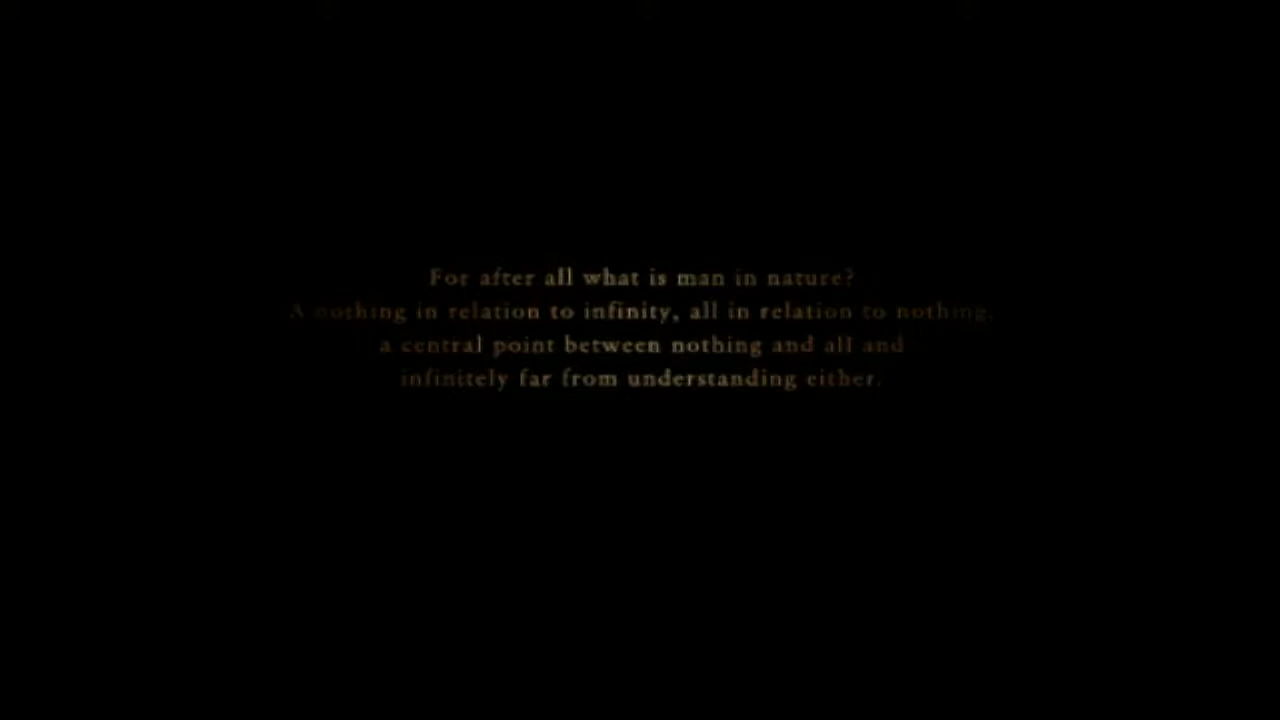 For after all what is man in nature?
A nothing in relation to infinity, all in relation to nothing,
a central point between nothing and all and
infinitely far from understanding either.